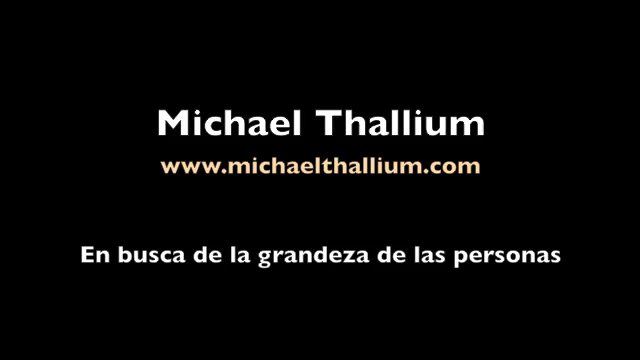 Michael Thallium
www.michaelthallium.com
En busca de la grandeza de las personas